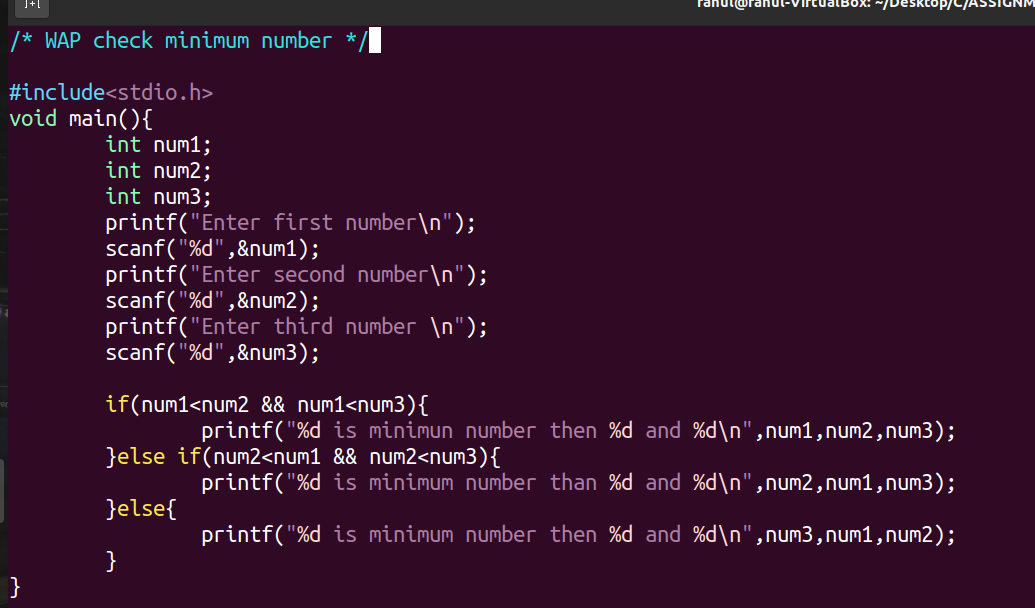 rahul@rahul-VirtualBox: ~/Desktop/C/ASSIGNM
/* WAP check minimum number */
#include<stdio.h>
void main(){
int num1;
int num2;
int num3;
printf("Enter first number\n");
scanf("%d",&num1);
printf("Enter second number\n");
scanf("%d",&num2);
printf("Enter third number \n");
scanf("%d",&num3);
if(num1<num2 && num1<num3){
printf("%d is minimun number then %d and %d\n",num1,num2,num3);
}else if(num2<num1 && num2<num3){
printf("%d is minimum number than %d and %d\n",num2,num1,num3);
}else{
printf("%d is minimum number then %d and %d\n",num3,num1,num2);
}
}